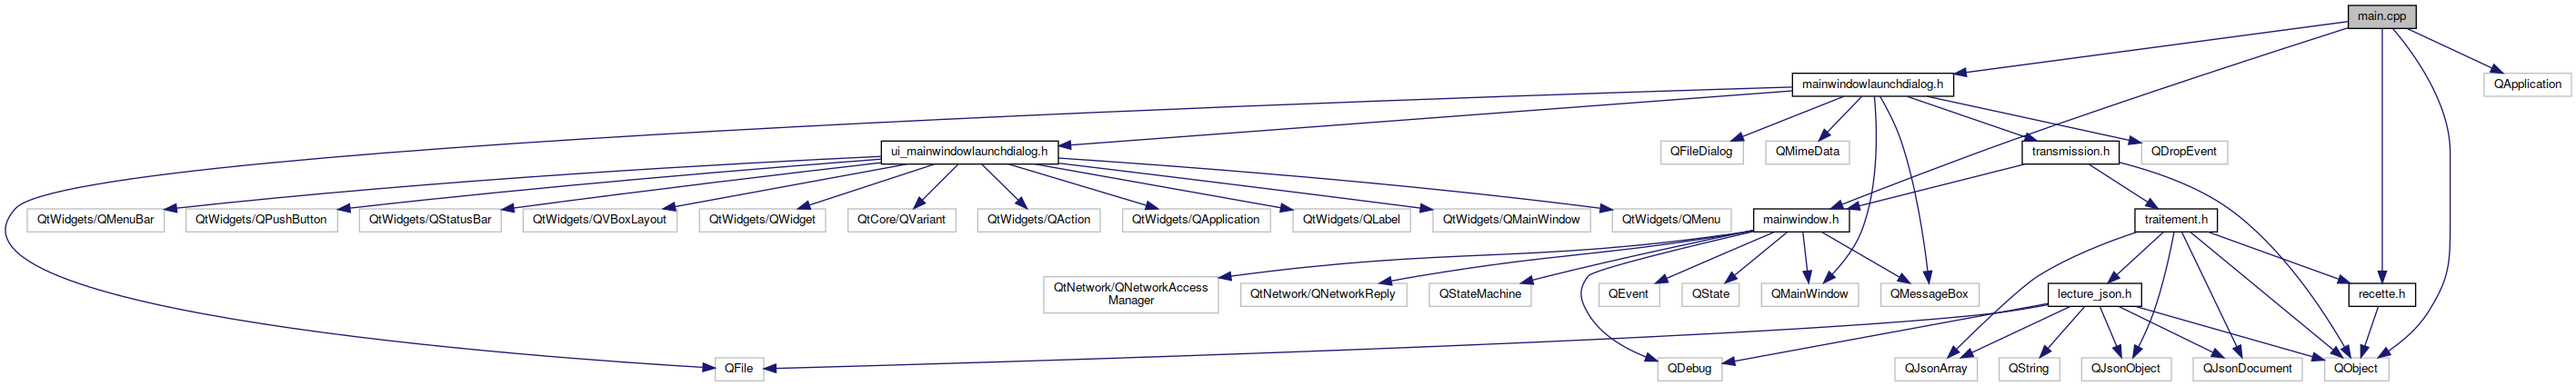 main.cpp
mainwindowlaunchdialog.h
QApplication
ui_mainwindowlaunchdialog.h
QFileDialog
QMimeData
transmission.h
QDropEvent
QtWidgets/QMenuBar
QtWidgets/QPushButton
QtWidgets/QStatusBar
QtWidgets/QVBoxLayout
QtWidgets/QWidget
QtCore/QVariant
QtWidgets/QAction
QtWidgets/QApplication
QtWidgets/QLabel
QtWidgets/QMainWindow
QtWidgets/QMenu
mainwindow.h
traitement.h
QtNetwork/QNetworkAccess
Manager
QtNetwork/QNetworkReply
QStateMachine
QEvent
QState
QMainWindow
QMessageBox
lecture_json.h
recette.h
QFile
QDebug
QJsonArray
QString
QJsonObject
QJsonDocument
QObject